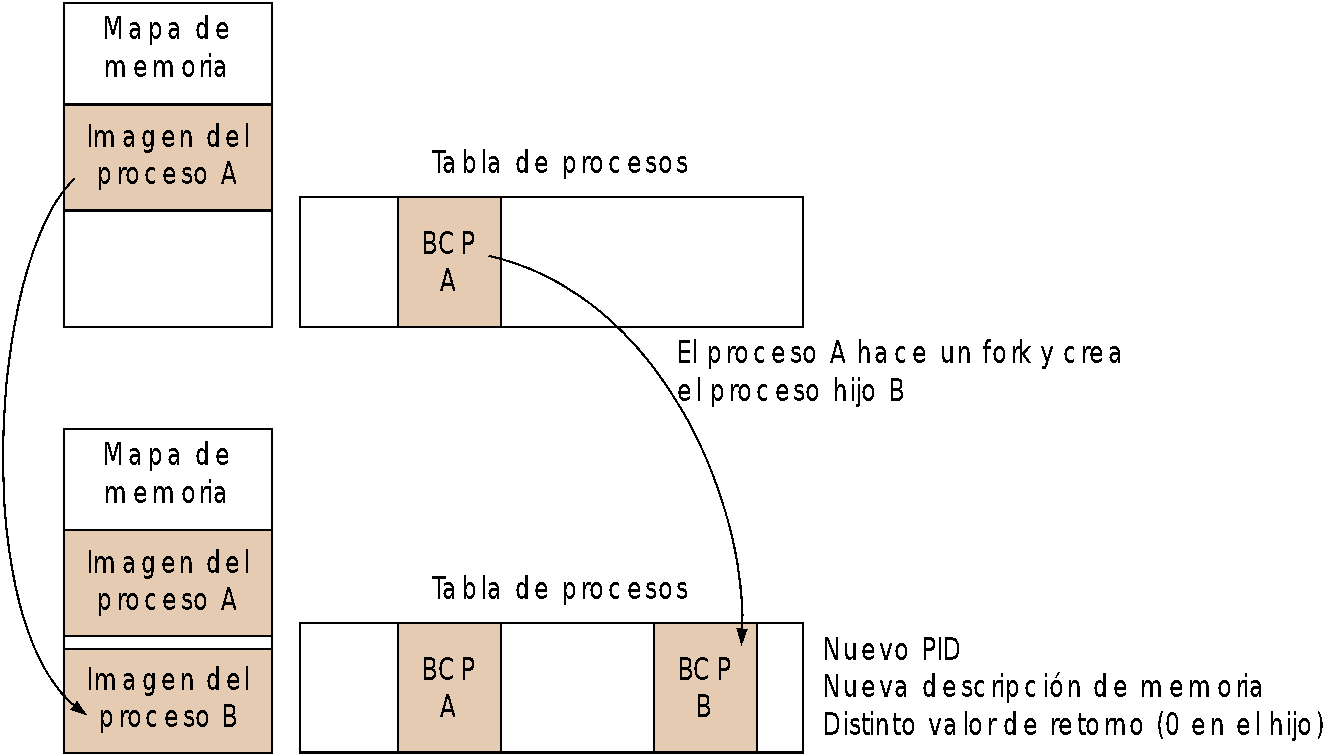 Mapa de
memoria
Imagen del
proceso A
Tabla de procesos
BCP
A
El proceso A hace un fork y crea
el proceso hijo B
Mapa de
memoria
Imagen del
proceso A
Imagen del
proceso B
Tabla de procesos
BCP
A
BCP
B
Nuevo PID
Nueva descripción de memoria
Distinto valor de retorno (0 en el hijo)